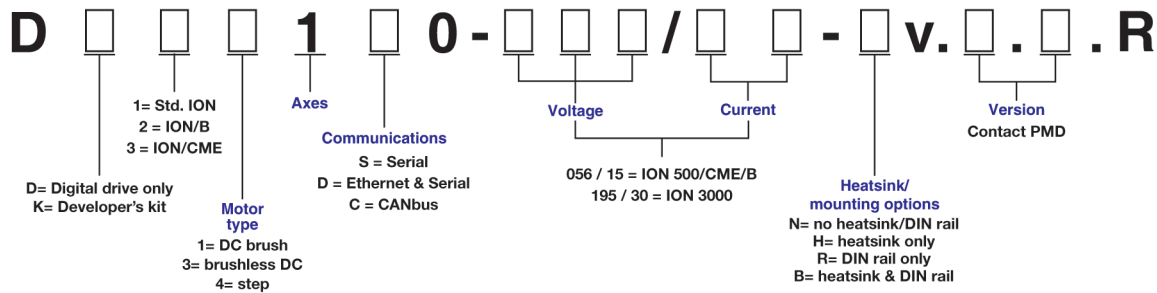 D □ □ □ 1 □ 0 - □ □ □ / □ □ - □ v. □ . □ . R
1= Std. ION
2 = ION/B
3 = ION/CME
D= Digital drive only
K= Developer's kit
Motor
type
1= DC brush
3= brushless DC
4= step
Axes
Communications
S = Serial
D = Ethernet & Serial
C = CANbus
Voltage
Current
056 / 15 = ION 500/CME/B
195 / 30 = ION 3000
Heatsink/
mounting options
N= no heatsink/DIN rail
H= heatsink only
R= DIN rail only
B= heatsink & DIN rail
Version
Contact PMD